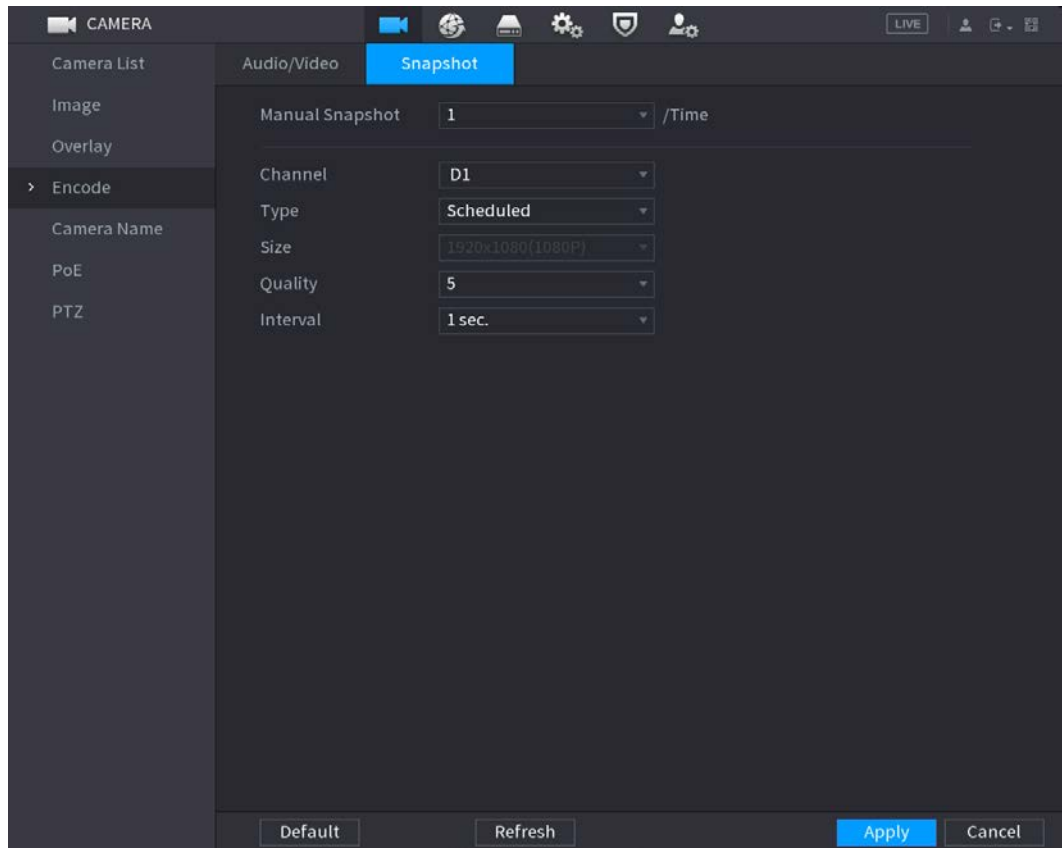 CAMERA LIVE
Camera List
Audio/Video Snapshot
Image
Manual Snapshot 1 /Time
Overlay
Channel D1
Encode
Type Scheduled
Camera Name
Size 1920x1080(1080P)
PoE
Quality 5
PTZ
Interval 1 sec.
Default Refresh Apply Cancel